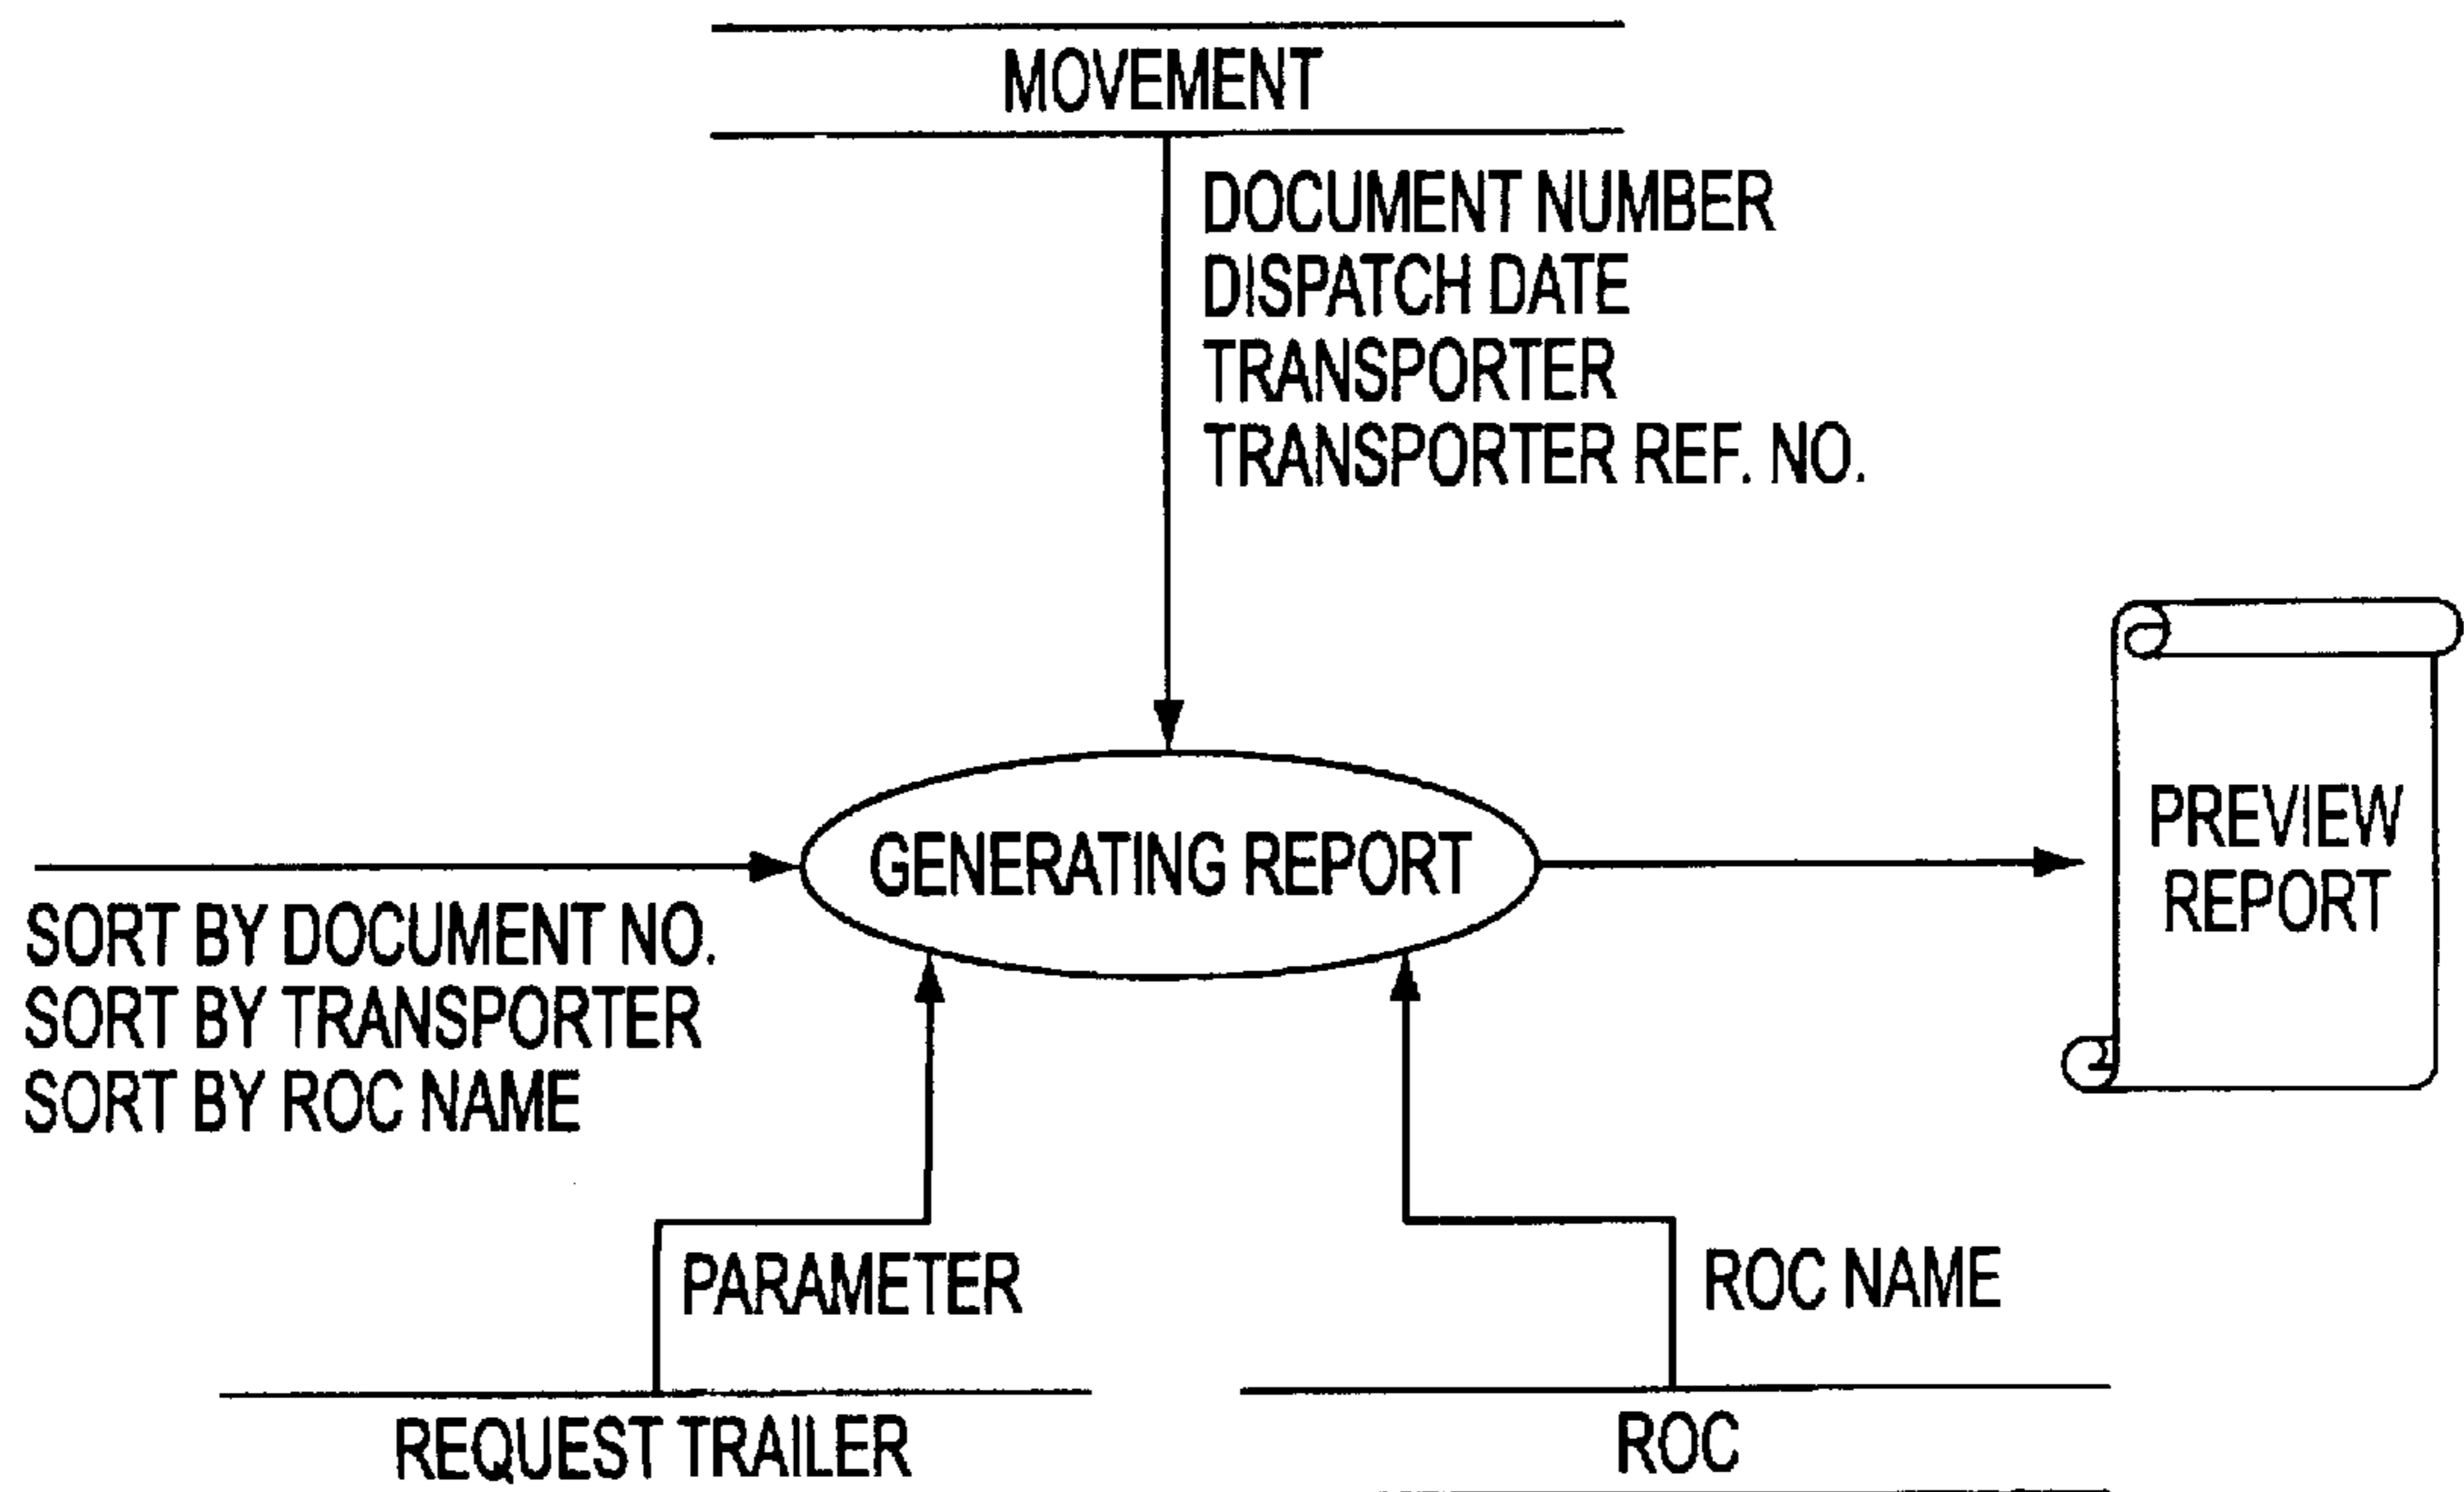 MOVEMENT
DOCUMENT NUMBER
DISPATCH DATE
TRANSPORTER
TRANSPORTER REF. NO.
GENERATING REPORT
PREVIEW
REPORT
SORT BY DOCUMENT NO.
SORT BY TRANSPORTER
SORT BY ROC NAME
PARAMETER
ROC NAME
REQUEST TRAILER
ROC